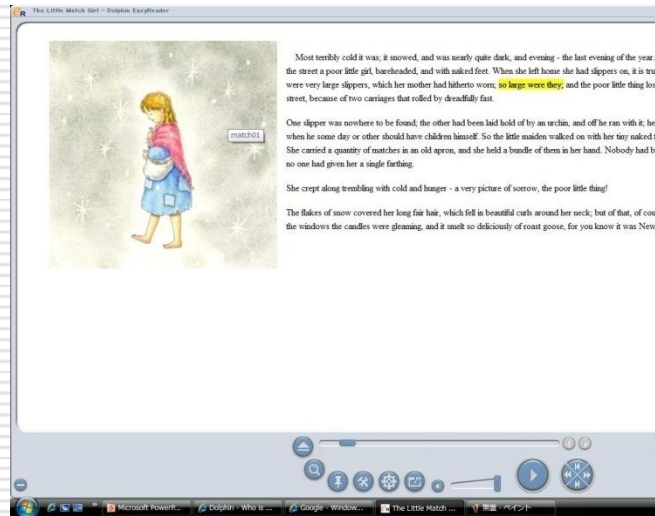 The Little Match Girl - Dolphin EasyReader
Most terribly cold it was; it snowed, and was nearly quite dark, and evening - the last evening of the year.
the street a poor little girl, bareheaded, and with naked feet. When she left home she had slippers on, it is tru
were very large slippers, which her mother had hitherto worn; so large were they; and the poor little thing los
street, because of two carriages that rolled by dreadfully fast.
One slipper was nowhere to be found; the other had been laid hold of by an urchin, and off he ran with it; he
when he some day or other should have children himself. So the little maiden walked on with her tiny naked f
She carried a quantity of matches in an old apron, and she held a bundle of them in her hand. Nobody had b
no one had given her a single farthing.
She crept along trembling with cold and hunger - a very picture of sorrow, the poor little thing!
The flakes of snow covered her long fair hair, which fell in beautiful curls around her neck; but of that, of cou
the windows the candles were gleaming, and it smelt so deliciously of roast goose, for you know it was New
match01
Microsoft PowerP... Dolphin - Who is ... Google - Window... The Little Match ... 無題 - ペイント